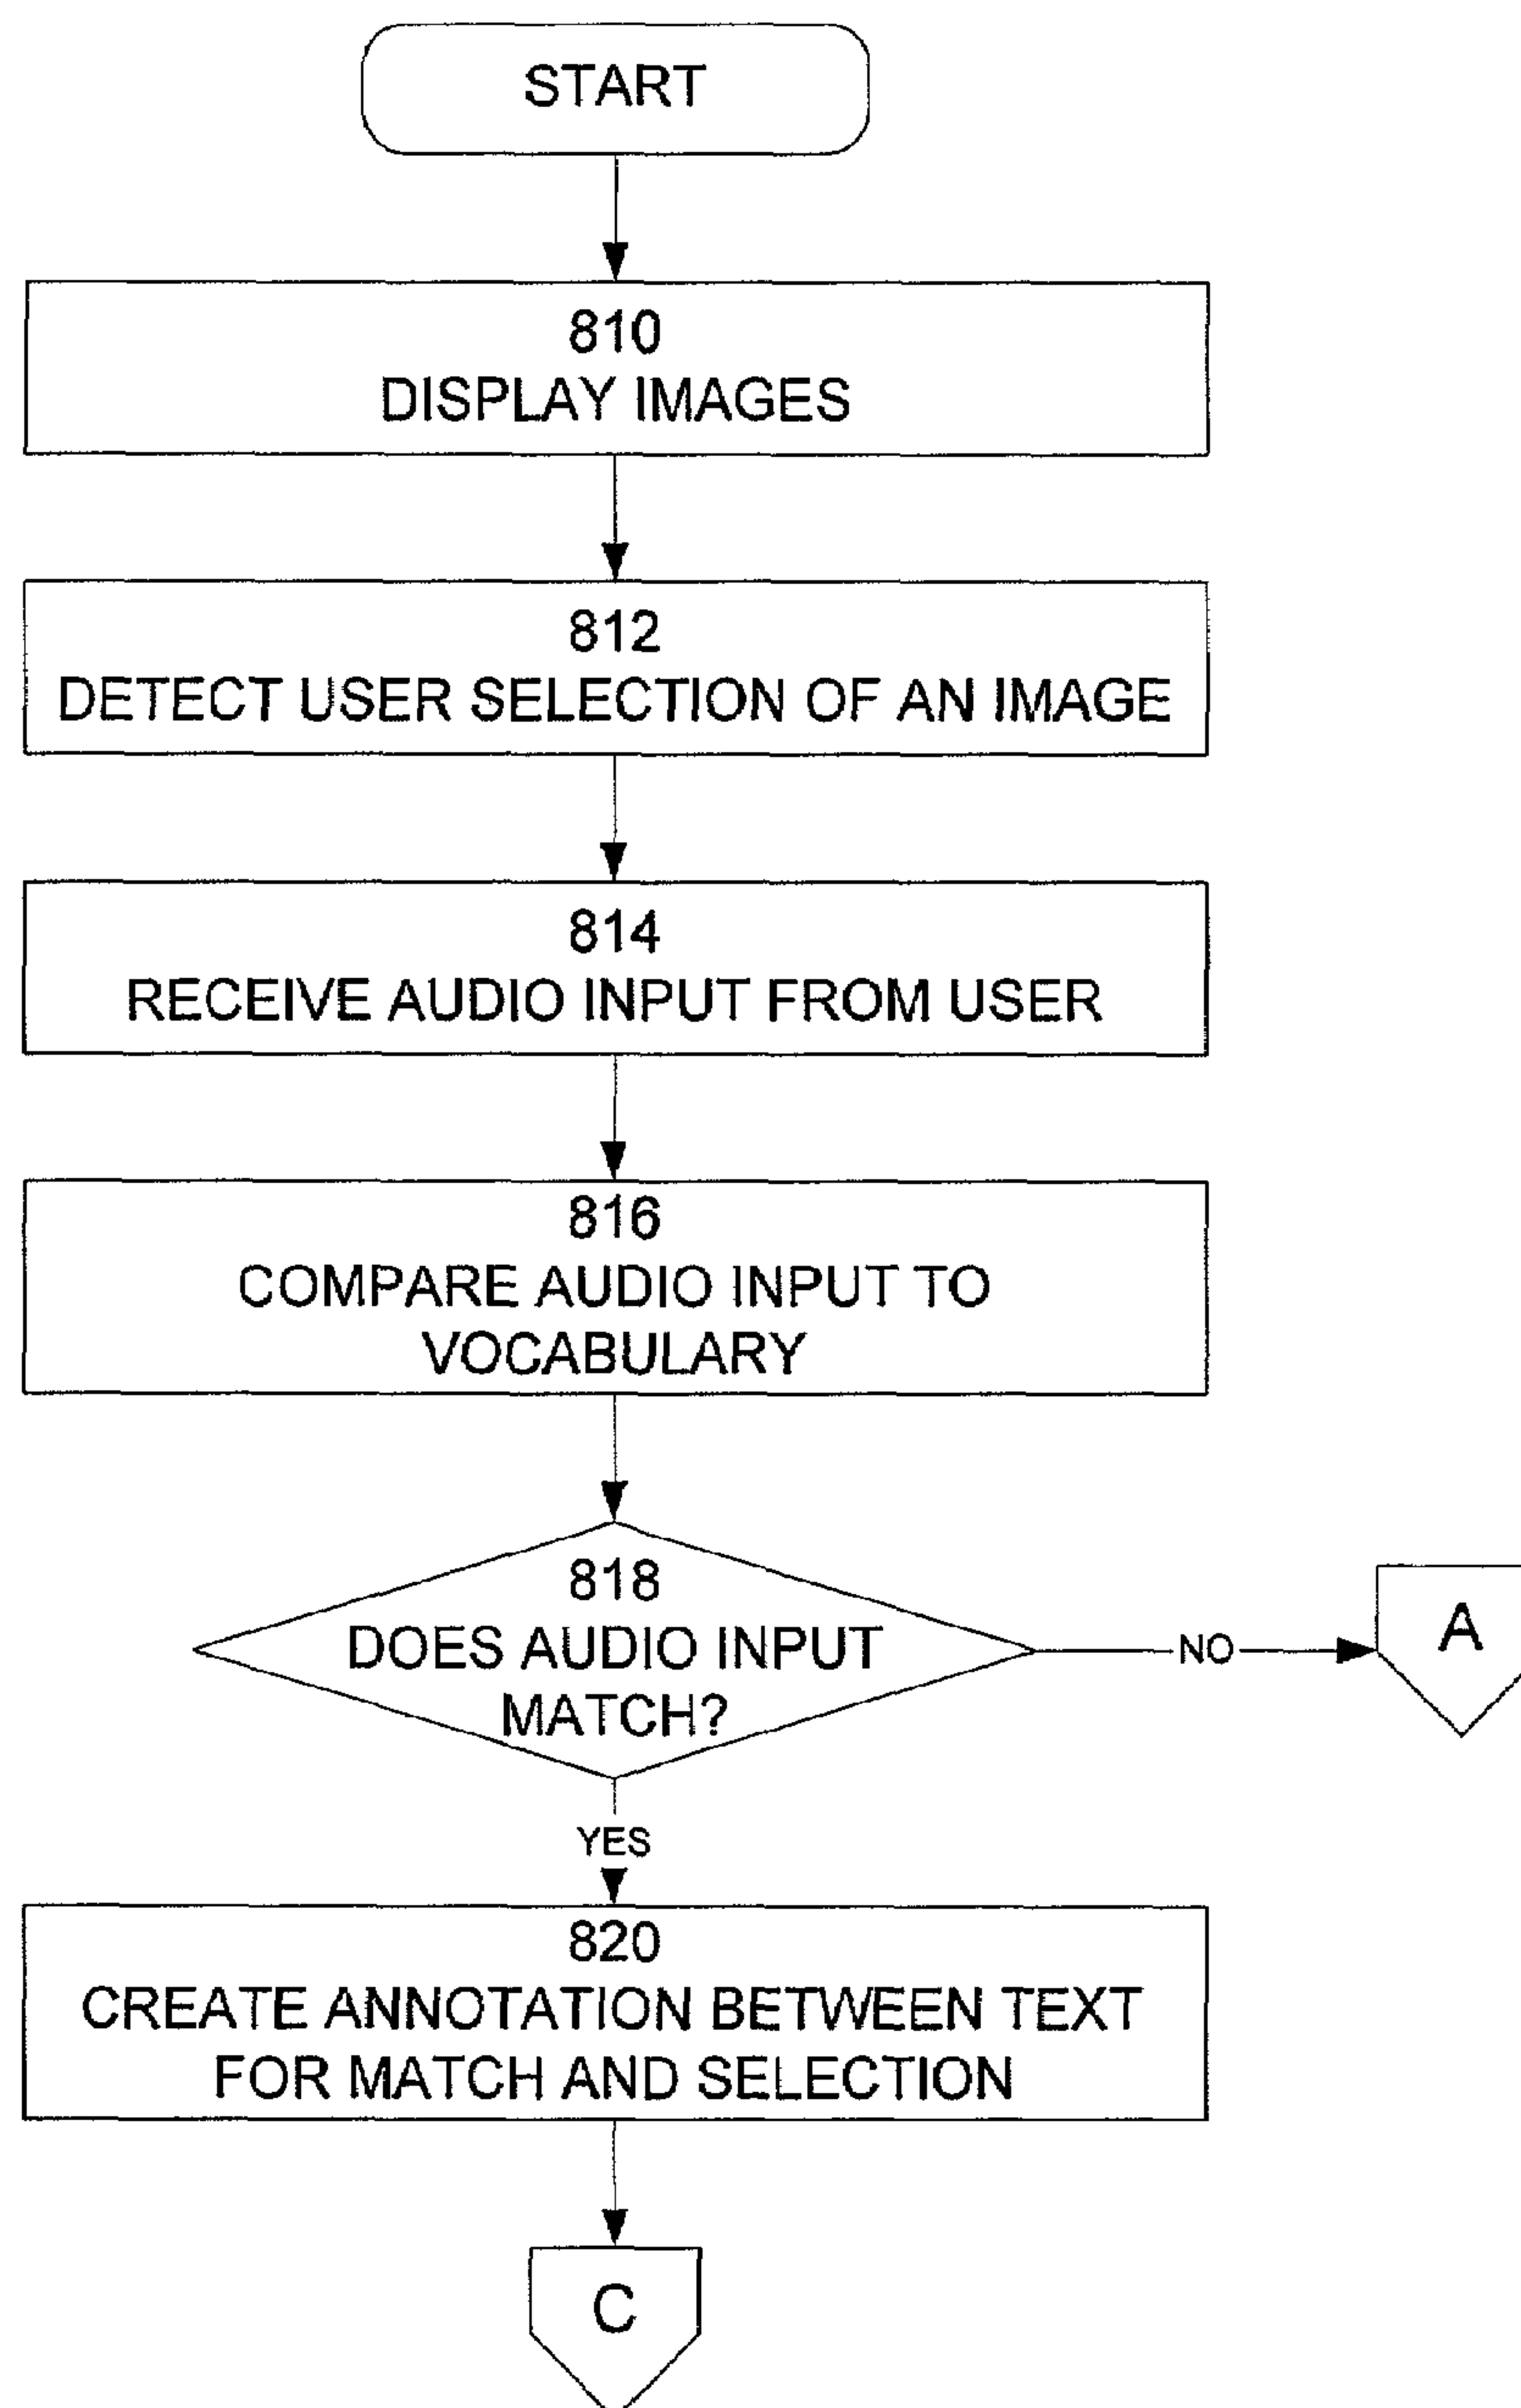 START
810
DISPLAY IMAGES
812
DETECT USER SELECTION OF AN IMAGE
814
RECEIVE AUDIO INPUT FROM USER
816
COMPARE AUDIO INPUT TO
VOCABULARY
818
DOES AUDIO INPUT
MATCH?
NO
A
YES
820
CREATE ANNOTATION BETWEEN TEXT
FOR MATCH AND SELECTION
C